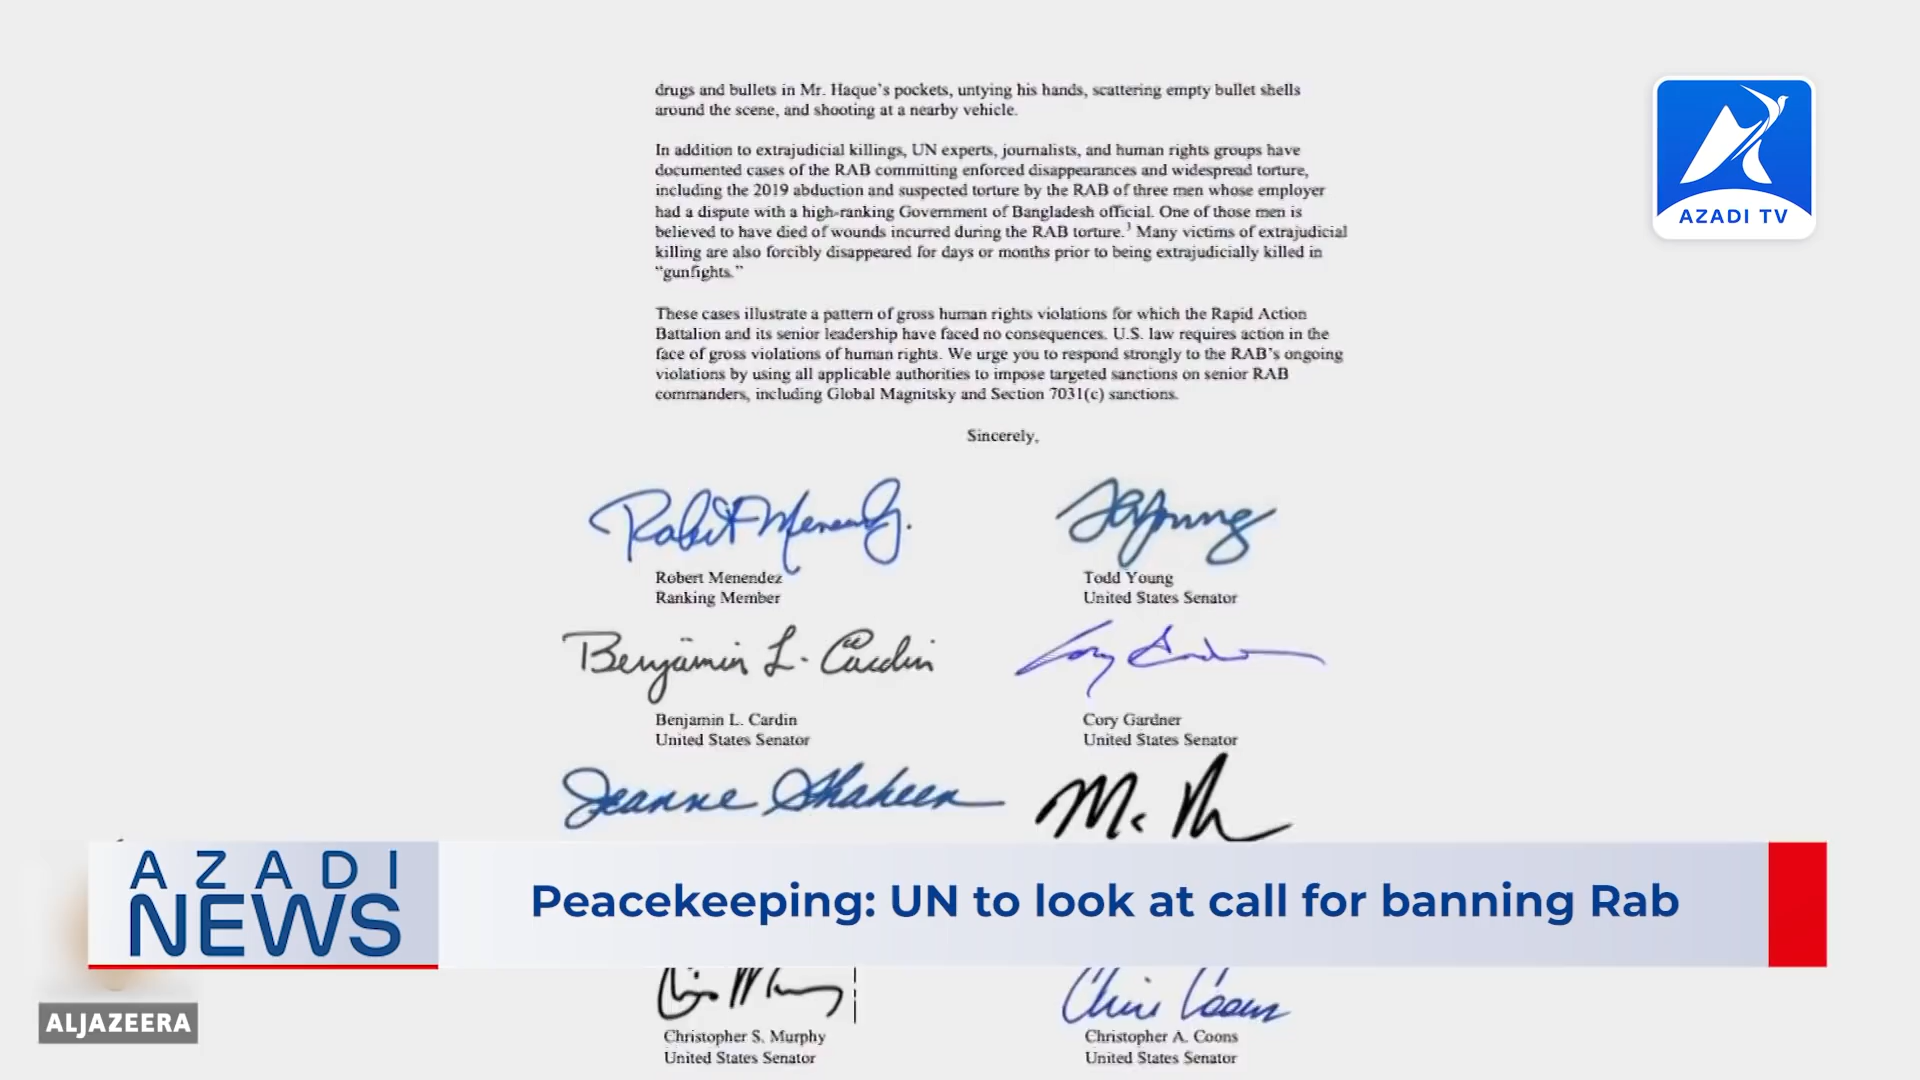 drugs and bullets in Mr. Haque's pockets, untying his hands, scattering empty bullet shells
around the scene, and shooting at a nearby vehicle.
In addition to extrajudicial killings, UN experts, journalists, and human rights groups have
documented cases of the RAB committing enforced disappearances and widespread torture,
including the 2019 abduction and suspected torture by the RAB of three men whose employer
had a dispute with a high-ranking Government of Bangladesh official. One of those men is
believed to have died of wounds incurred during the RAB torture.³ Many victims of extrajudicial
killing are also forcibly disappeared for days or months prior to being extrajudicially killed in
"gunfights."
These cases illustrate a pattern of gross human rights violations for which the Rapid Action
Battalion and its senior leadership have faced no consequences. U.S. law requires action in the
face of gross violations of human rights. We urge you to respond strongly to the RAB's ongoing
violations by using all applicable authorities to impose targeted sanctions on senior RAB
commanders, including Global Magnitsky and Section 7031(c) sanctions.
Sincerely,
Robert Menendez
Robert Menendez
Ranking Member
Todd Young
United States Senator
Benjamin L. Cardin
Benjamin L. Cardin
United States Senator
Cory Gardner
United States Senator
Jeanne Shaheen
AZADI TV
AZADI
NEWS
Peacekeeping: UN to look at call for banning Rab
Christopher S. Murphy
United States Senator
Chris Coons
Christopher A. Coons
United States Senator
ALJAZEERA